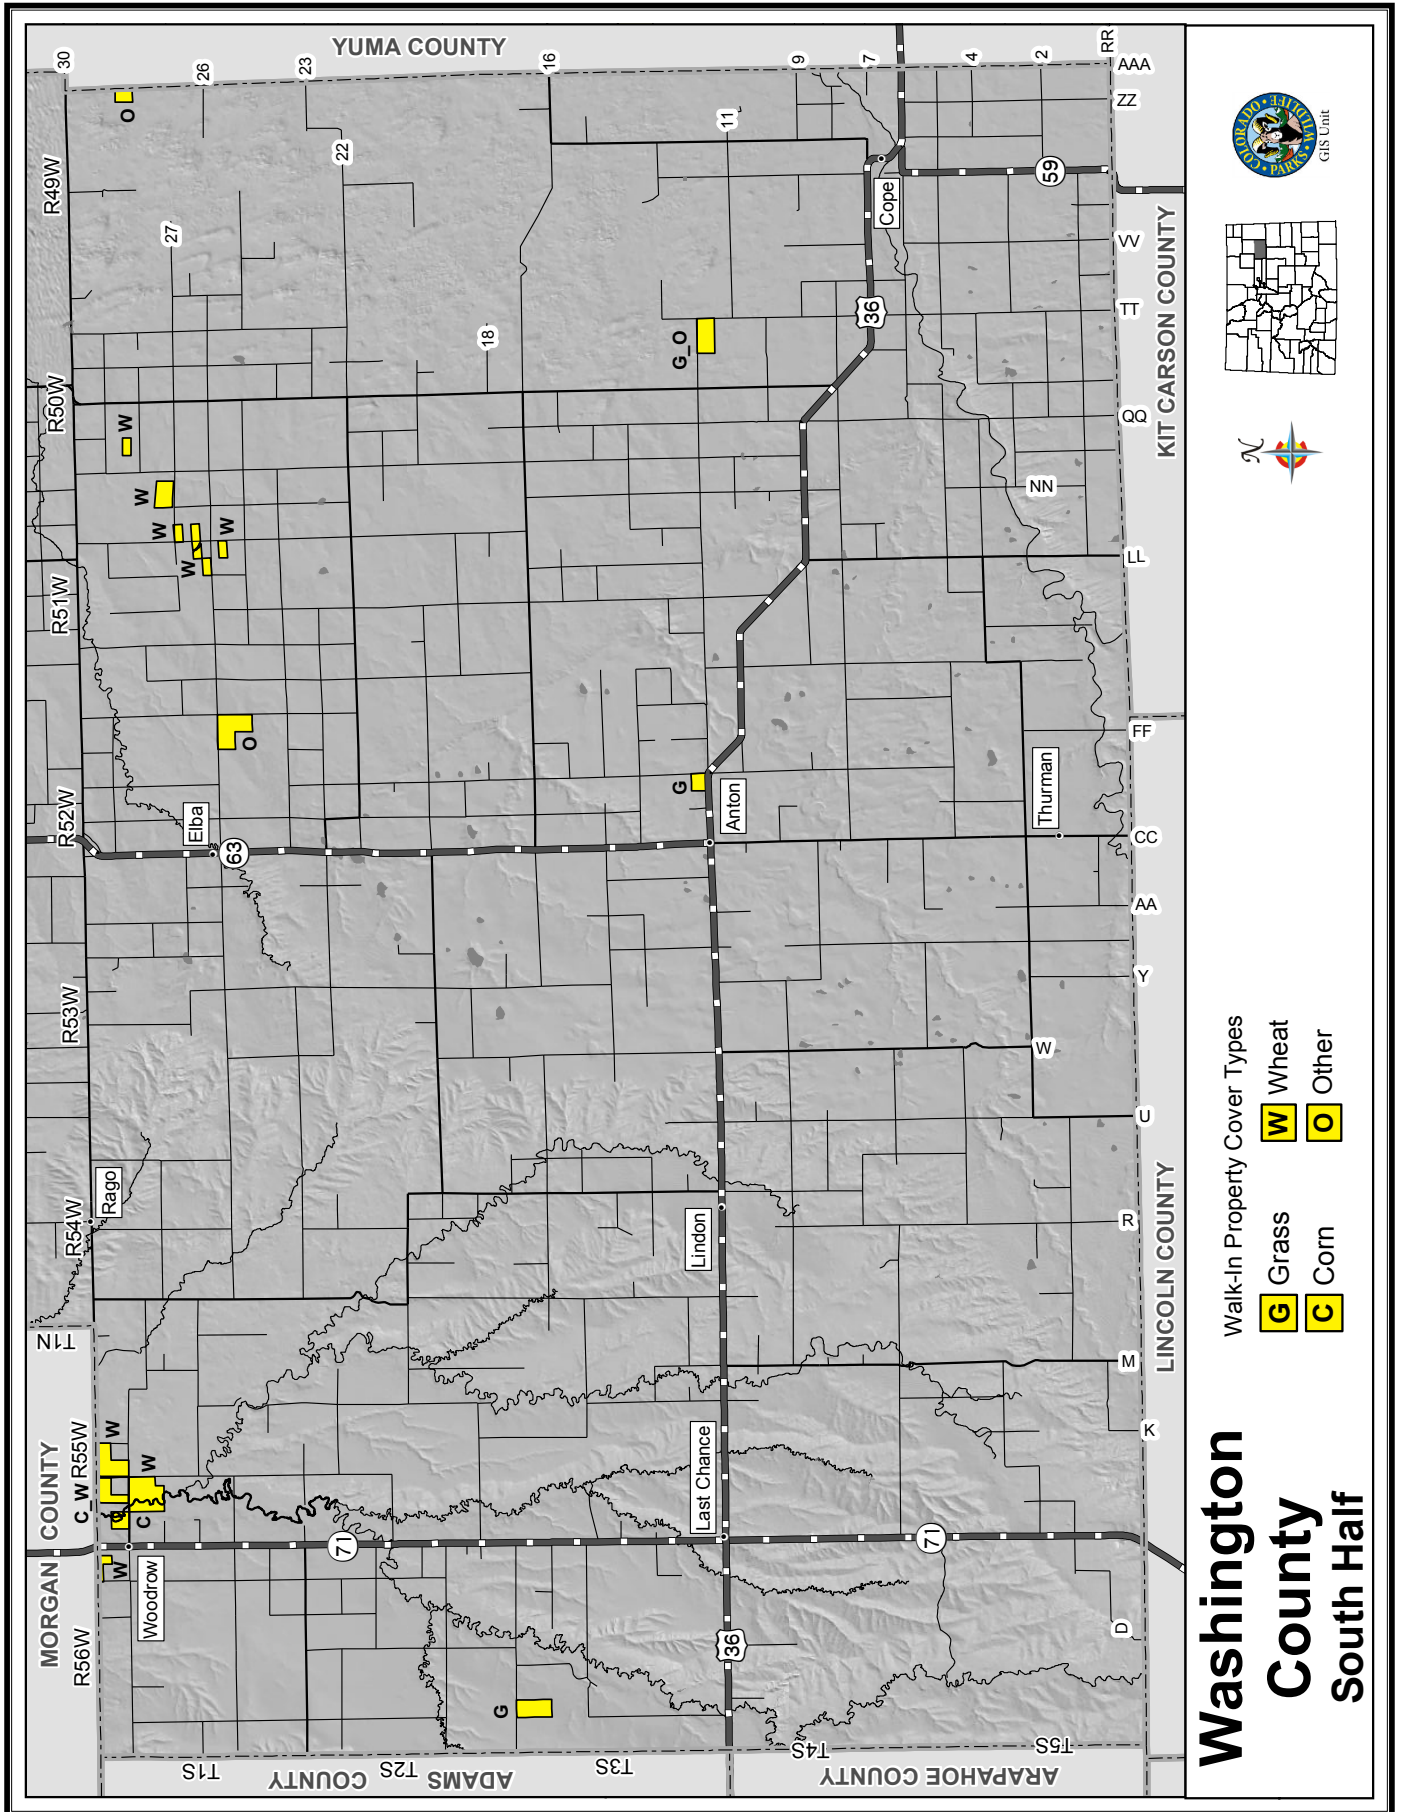 MORGAN COUNTY
R56W
C_W R55W
T1N
R54W
R53W
R52W
R51W
R50W
R49W
30
YUMA COUNTY
26
23
16
9
7
4
2
RR
AAA
ZZ
VV
TT
QQ
NN
LL
FF
CC
AA
Y
W
U
R
M
K
D
27
22
18
11
O
W
W
W
W
W
O
G_O
G
W
W
C
W
G
Woodrow
Rago
Elba
Last Chance
Lindon
Anton
Thurman
Cope
71
71
63
36
36
59
T1S
T2S
T3S
T4S
T5S
ADAMS
COUNTY
ARAPAHOE COUNTY
LINCOLN COUNTY
KIT CARSON COUNTY
Washington
County
South Half
Walk-In Property Cover Types
G Grass
W Wheat
C Corn
O Other
N
COLORADO
PARKS
WILDLIFE
GIS Unit